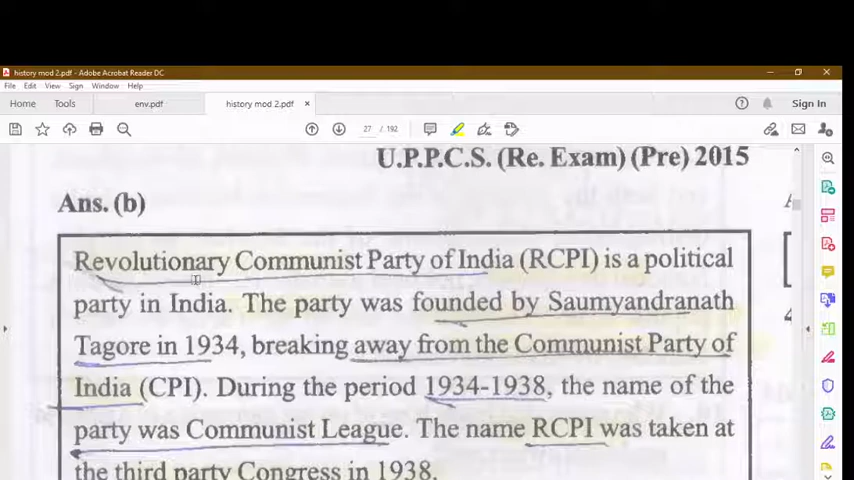 history mod 2.pdf - Adobe Acrobat Reader DC
File Edit View Sign Window Help
Home Tools env.pdf history mod 2.pdf × Sign In
27 / 192
U.P.P.C.S. (Re. Exam) (Pre) 2015
Ans. (b)
Revolutionary Communist Party of India (RCPI) is a political
party in India. The party was founded by Saumyandranath
Tagore in 1934, breaking away from the Communist Party of
India (CPI). During the period 1934-1938, the name of the
party was Communist League. The name RCPI was taken at
the third party Congress in 1938.